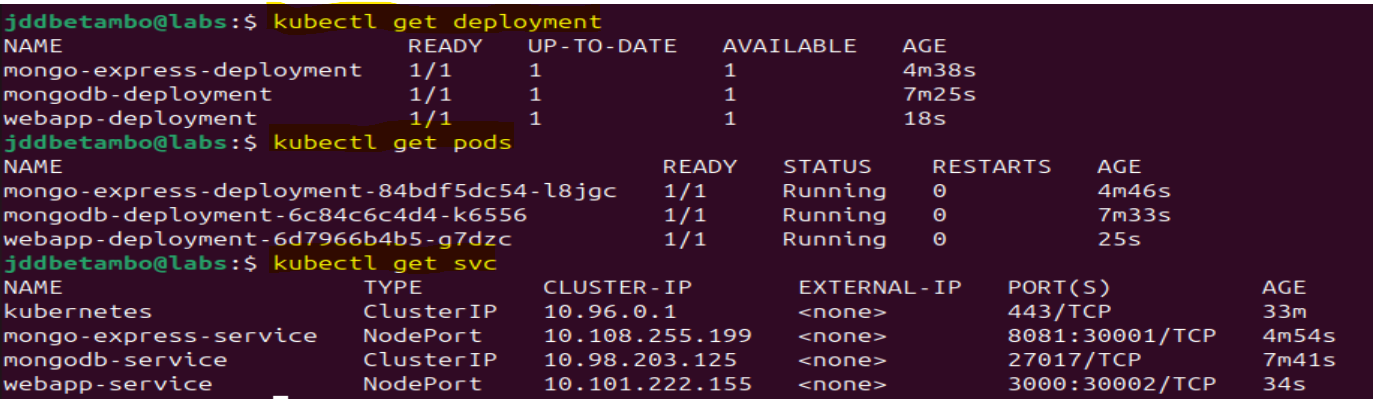 jddbetambo@labs:$ kubectl get deployment
NAME READY UP-TO-DATE AVAILABLE AGE
mongo-express-deployment 1/1 1 1 4m38s
mongodb-deployment 1/1 1 1 7m25s
webapp-deployment 1/1 1 1 18s
jddbetambo@labs:$ kubectl get pods
NAME READY STATUS RESTARTS AGE
mongo-express-deployment-84bdf5dc54-l8jgc 1/1 Running 0 4m46s
mongodb-deployment-6c84c6c4d4-k6556 1/1 Running 0 7m33s
webapp-deployment-6d7966b4b5-g7dzc 1/1 Running 0 25s
jddbetambo@labs:$ kubectl get svc
NAME TYPE CLUSTER-IP EXTERNAL-IP PORT(S) AGE
kubernetes ClusterIP 10.96.0.1 <none> 443/TCP 33m
mongo-express-service NodePort 10.108.255.199 <none> 8081:30001/TCP 4m54s
mongodb-service ClusterIP 10.98.203.125 <none> 27017/TCP 7m41s
webapp-service NodePort 10.101.222.155 <none> 3000:30002/TCP 34s